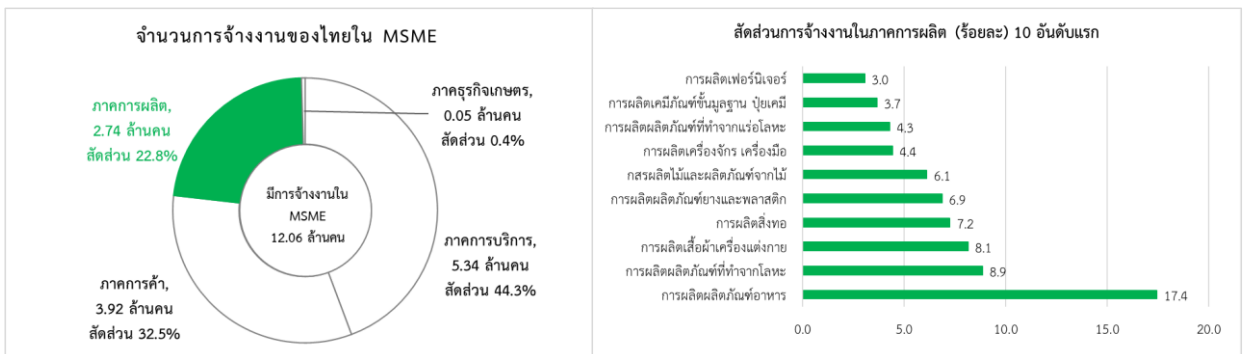 จำนวนการจ้างงานของไทยใน MSME
ภาคการผลิต,
2.74 ล้านคน
สัดส่วน 22.8%
ภาคธุรกิจเกษตร,
0.05 ล้านคน
สัดส่วน 0.4%
มีการจ้างงานใน
MSME
12.06 ล้านคน
ภาคการบริการ,
5.34 ล้านคน
สัดส่วน 44.3%
ภาคการค้า,
3.92 ล้านคน
สัดส่วน 32.5%
สัดส่วนการจ้างงานในภาคการผลิต (ร้อยละ) 10 อันดับแรก
การผลิตเฟอร์นิเจอร์ 3.0
การผลิตเคมีภัณฑ์ขั้นมูลฐาน ปุ๋ยเคมี 3.7
การผลิตผลิตภัณฑ์ที่ทำจากแร่อโลหะ 4.3
การผลิตเครื่องจักร เครื่องมือ 4.4
กสรผลิตไม้และผลิตภัณฑ์จากไม้ 6.1
การผลิตผลิตภัณฑ์ยางและพลาสติก 6.9
การผลิตสิ่งทอ 7.2
การผลิตเสื้อผ้าเครื่องแต่งกาย 8.1
การผลิตผลิตภัณฑ์ที่ทำจากโลหะ 8.9
การผลิตผลิตภัณฑ์อาหาร 17.4
0.0 5.0 10.0 15.0 20.0